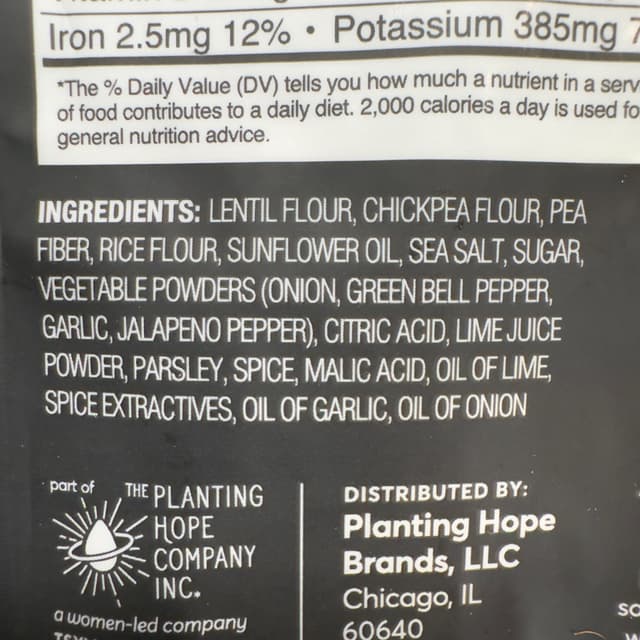 Iron 2.5mg 12% • Potassium 385mg
*The % Daily Value (DV) tells you how much a nutrient in a
of food contributes to a daily diet. 2,000 calories a day is used
general nutrition advice.
INGREDIENTS: LENTIL FLOUR, CHICKPEA FLOUR, PEA
FIBER, RICE FLOUR, SUNFLOWER OIL, SEA SALT, SUGAR,
VEGETABLE POWDERS (ONION, GREEN BELL PEPPER,
GARLIC, JALAPENO PEPPER), CITRIC ACID, LIME JUICE
POWDER, PARSLEY, SPICE, MALIC ACID, OIL OF LIME,
SPICE EXTRACTIVES, OIL OF GARLIC, OIL OF ONION
part of
THE PLANTING
HOPE
COMPANY
INC.
a women-led company
DISTRIBUTED BY:
Planting Hope
Brands, LLC
Chicago, IL
60640